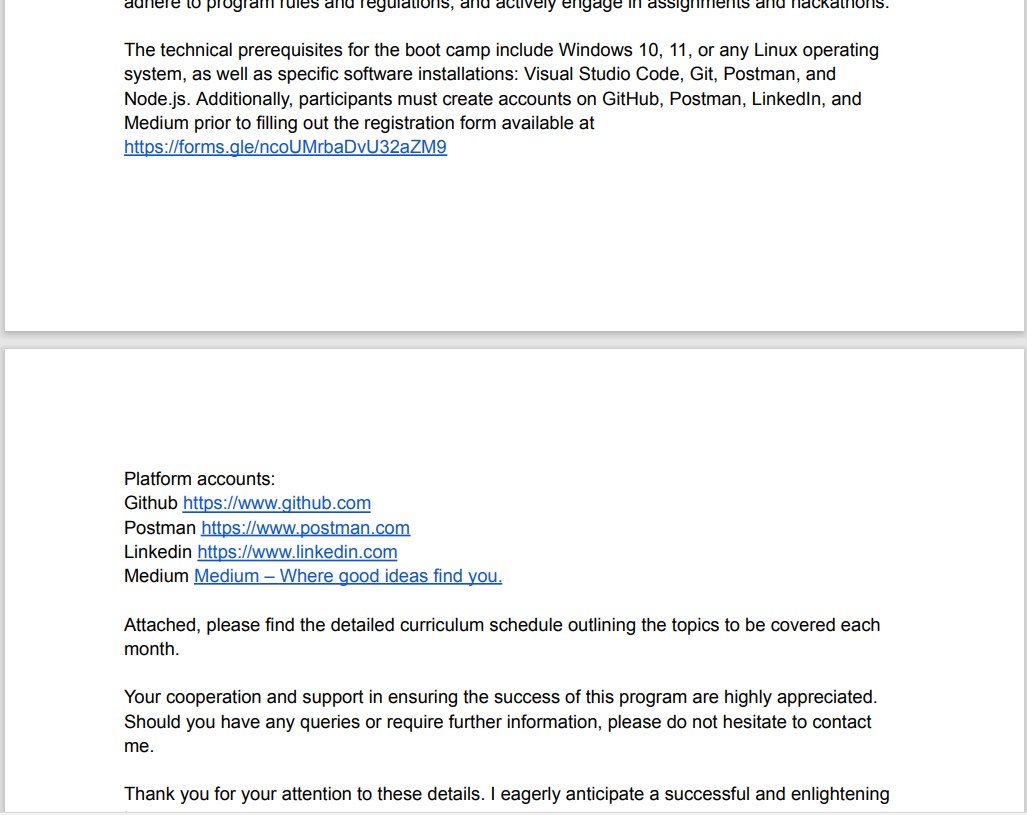 adhere to program rules and regulations, and actively engage in assignments and hackathons.
The technical prerequisites for the boot camp include Windows 10, 11, or any Linux operating
system, as well as specific software installations: Visual Studio Code, Git, Postman, and
Node.js. Additionally, participants must create accounts on GitHub, Postman, LinkedIn, and
Medium prior to filling out the registration form available at
https://forms.gle/ncoUMrbaDvU32aZM9
Platform accounts:
Github https://www.github.com
Postman https://www.postman.com
Linkedin https://www.linkedin.com
Medium Medium – Where good ideas find you.
Attached, please find the detailed curriculum schedule outlining the topics to be covered each
month.
Your cooperation and support in ensuring the success of this program are highly appreciated.
Should you have any queries or require further information, please do not hesitate to contact
me.
Thank you for your attention to these details. I eagerly anticipate a successful and enlightening